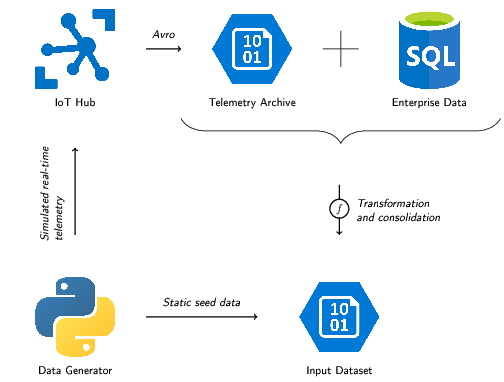 Avro
10
01
SQL
IoT Hub
Telemetry Archive
Enterprise Data
Simulated real-time
telemetry
f
Transformation
and consolidation
Static seed data
10
01
Data Generator
Input Dataset